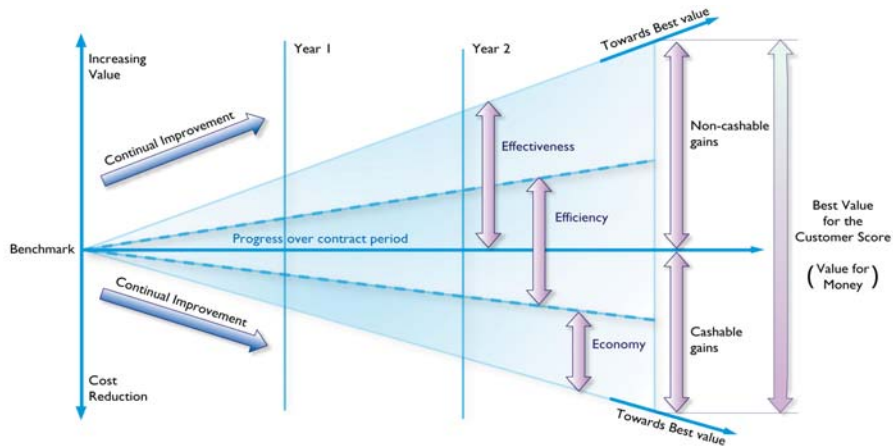 Towards Best value
Increasing
Value
Year 1
Year 2
Continual Improvement
Effectiveness
Non-cashable
gains
Efficiency
Best Value
for the
Customer Score
(Value for
Money)
Benchmark
Progress over contract period
Continual Improvement
Economy
Cashable
gains
Cost
Reduction
Towards Best value